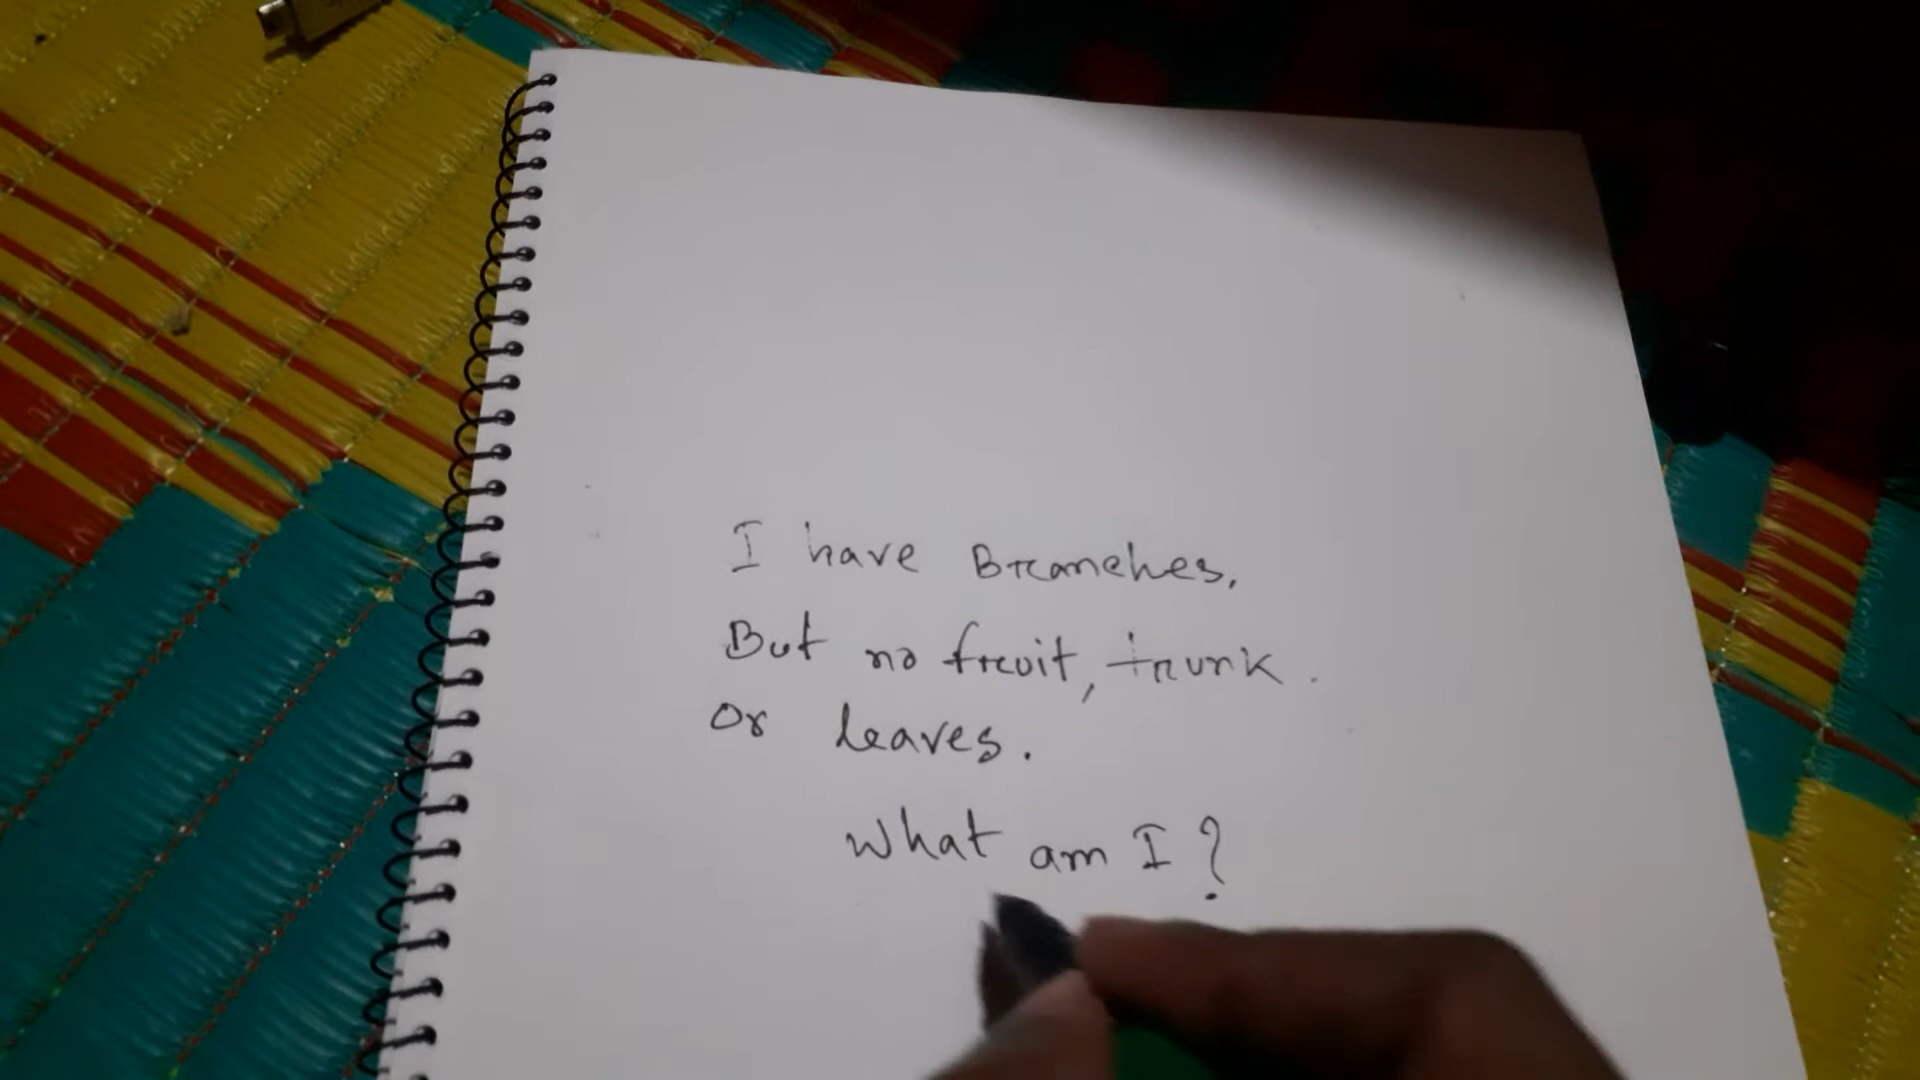 I have Branches,
But no fruit, trunk.
Or leaves.
What am I?